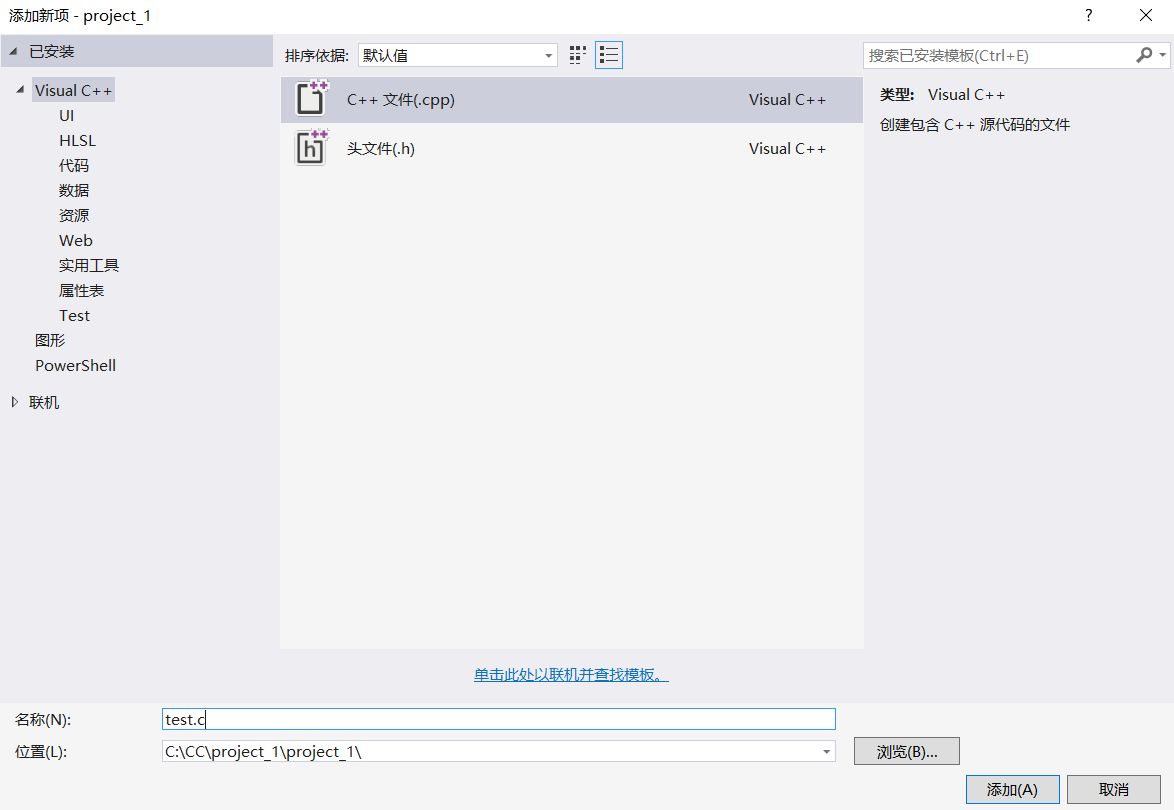 添加新项 - project_1
?
已安装
Visual C++
UI
HLSL
代码
数据
资源
Web
实用工具
属性表
Test
图形
PowerShell
联机
排序依据: 默认值
C++ 文件(.cpp) Visual C++
头文件(.h) Visual C++
单击此处以联机并查找模板。
搜索已安装模板(Ctrl+E)
类型: Visual C++
创建包含 C++ 源代码的文件
名称(N): test.c
位置(L): C:\CC\project_1\project_1\
浏览(B)...
添加(A) 取消